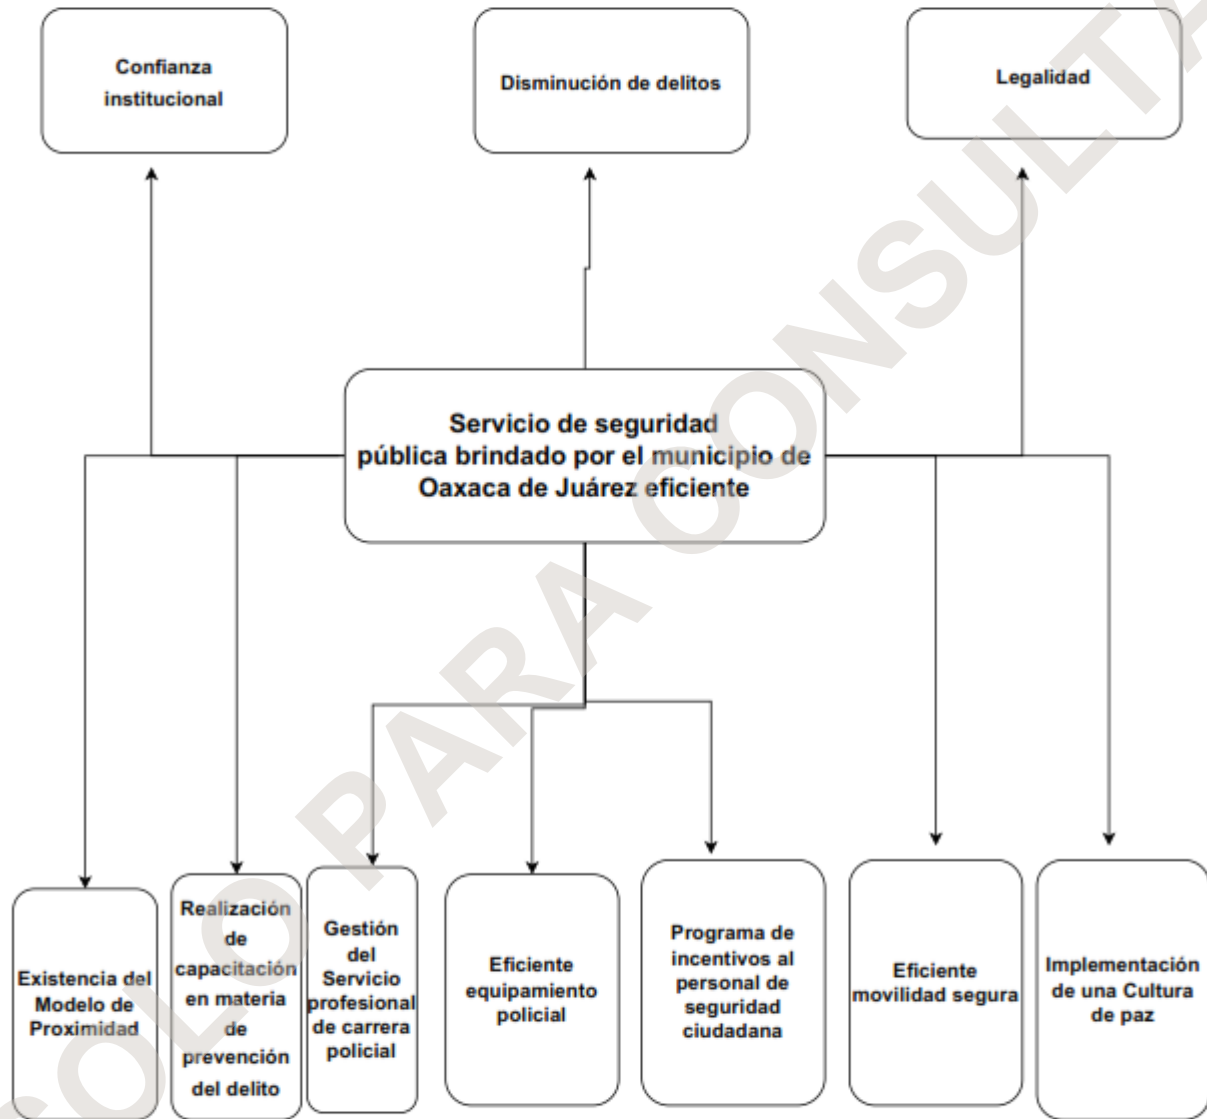 Confianza
institucional
Disminución de delitos
Legalidad
Servicio de seguridad
pública brindado por el municipio de
Oaxaca de Juárez eficiente
Existencia del
Modelo de
Proximidad
Realización
de
capacitación
en materia
de
prevención
del delito
Gestión
del
Servicio
profesional
de carrera
policial
Eficiente
equipamiento
policial
Programa de
incentivos al
personal de
seguridad
ciudadana
Eficiente
movilidad segura
Implementación
de una Cultura
de paz
SOLO PARA CONSULTA